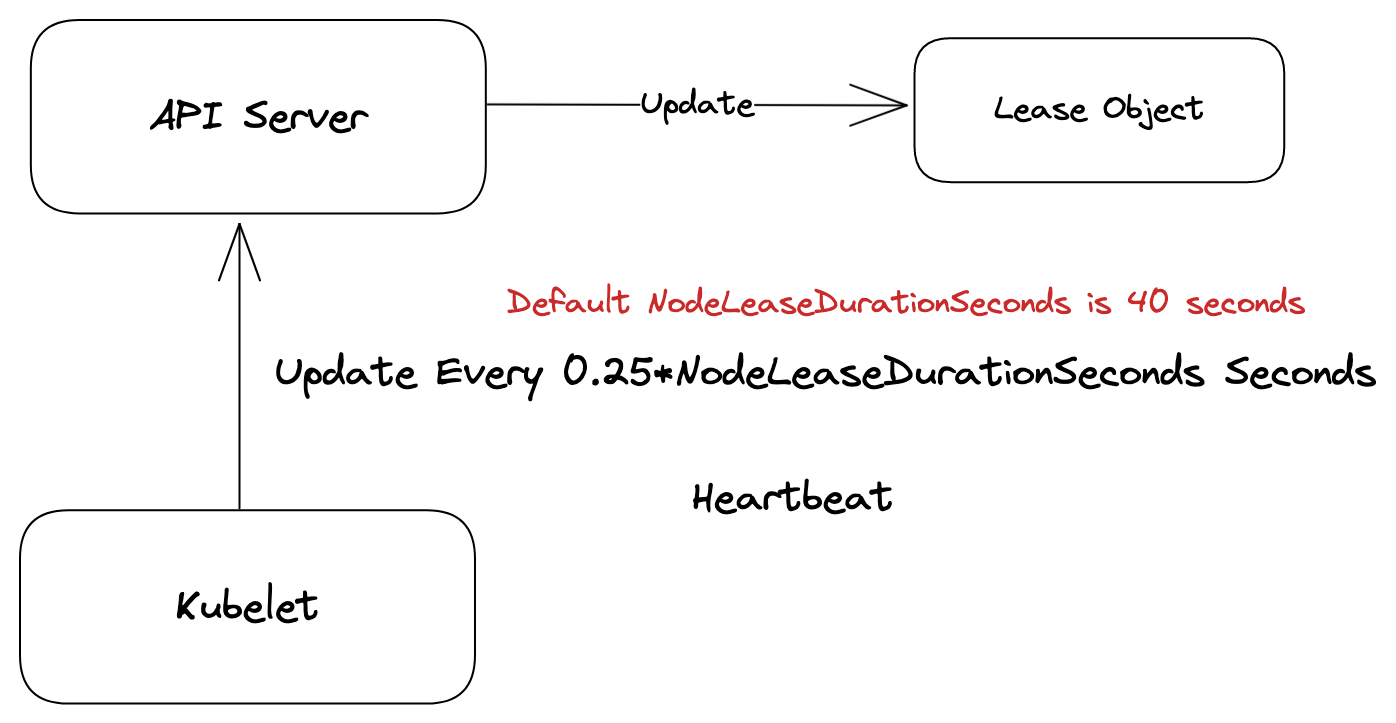 API Server
Update
Lease Object
Default NodeLeaseDurationSeconds is 40 seconds
Update Every 0.25*NodeLeaseDurationSeconds Seconds
Heartbeat
Kubelet